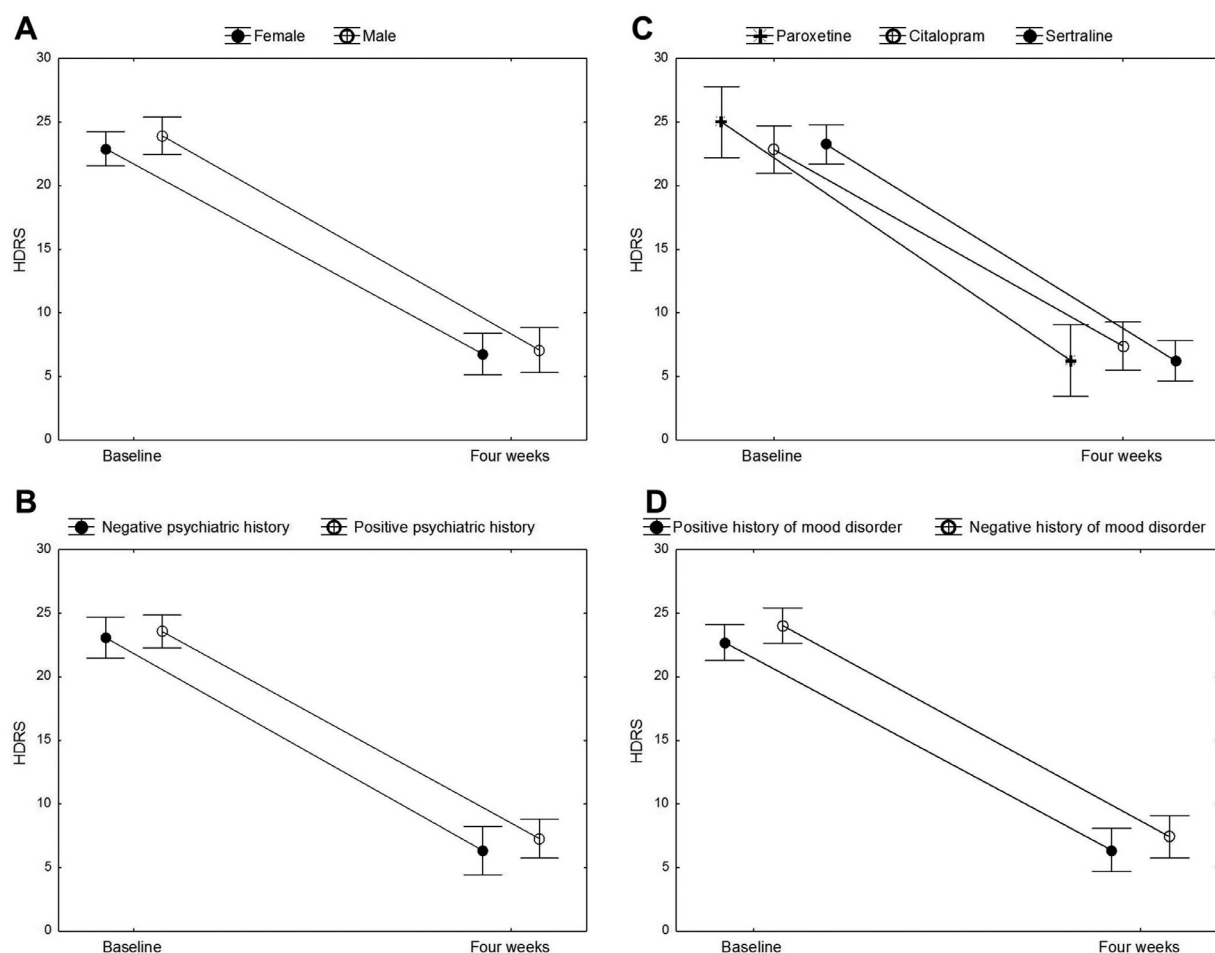 A
Female Male
30
25
20
15
10
5
0
HDRS
Baseline Four weeks
C
Paroxetine Citalopram Sertraline
30
25
20
15
10
5
0
HDRS
Baseline Four weeks
B
Negative psychiatric history Positive psychiatric history
30
25
20
15
10
5
0
HDRS
Baseline Four weeks
D
Positive history of mood disorder Negative history of mood disorder
30
25
20
15
10
5
0
HDRS
Baseline Four weeks